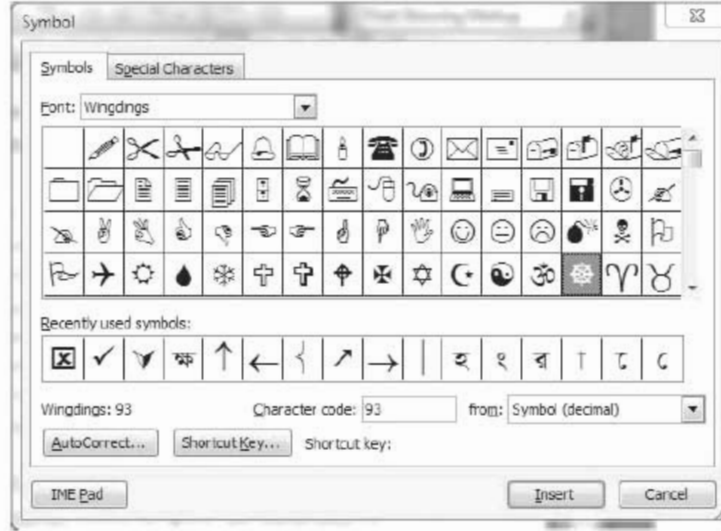 Symbol
Symbols Special Characters
Font: Wingdings
Recently used symbols:
Wingdings: 93 Character code: 93 from: Symbol (decimal)
AutoCorrect... Shortcut Key... Shortcut key:
IME Pad Insert Cancel